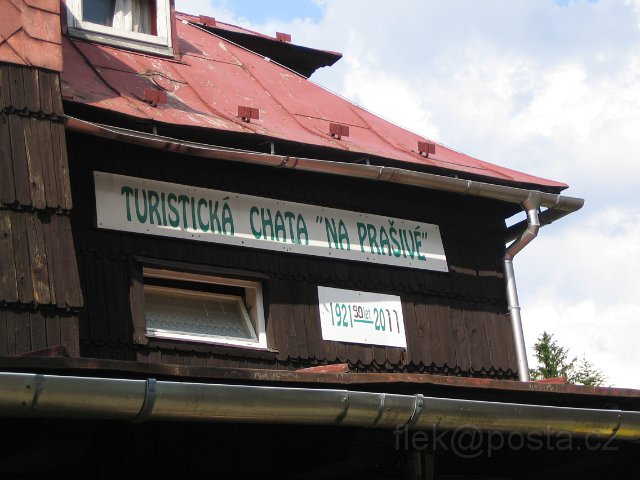 TURISTICKÁ CHATA "NA PRAŠIVÉ"
1921 90 let 2011
flek@posta.cz